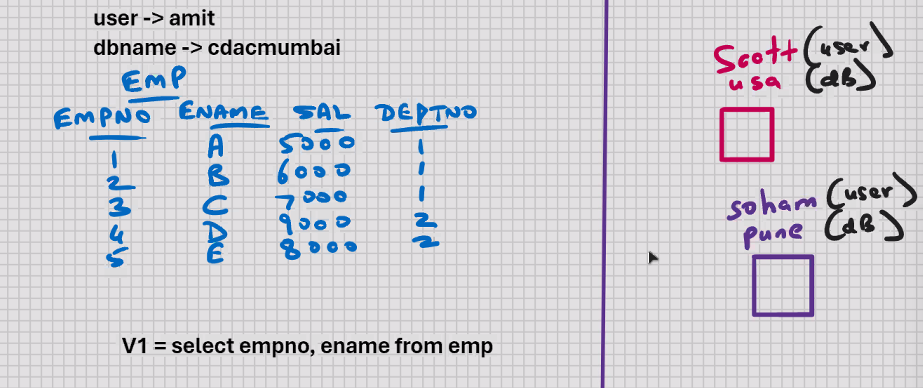 user -> amit
dbname -> cdacmumbai
EMP
EMPNO ENAME SAL DEPTNO
1 A 5000 1
2 B 6000 1
3 C 7000 1
4 D 9000 2
5 E 8000 2
V1 = select empno, ename from emp
Scott (user)
usa (dB)
soham (user)
pune (dB)